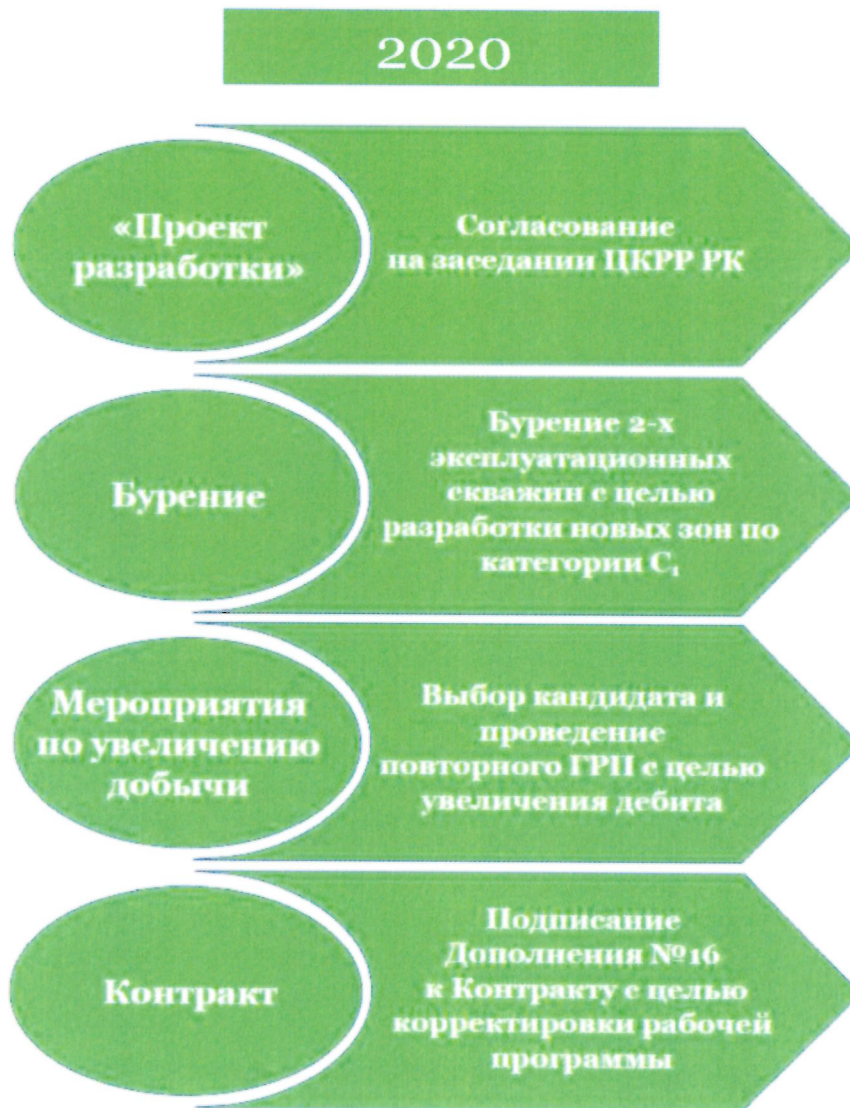 2020
«Проект
разработки»
Согласование
на заседании ЦКРР РК
Бурение
Бурение 2-х
эксплуатационных
скважин с целью
разработки новых зон по
категории С₁
Мероприятия
по увеличению
добычи
Выбор кандидата и
проведение
повторного ГРП с целью
увеличения дебита
Контракт
Подписание
Дополнения №16
к Контракту с целью
корректировки рабочей
программы